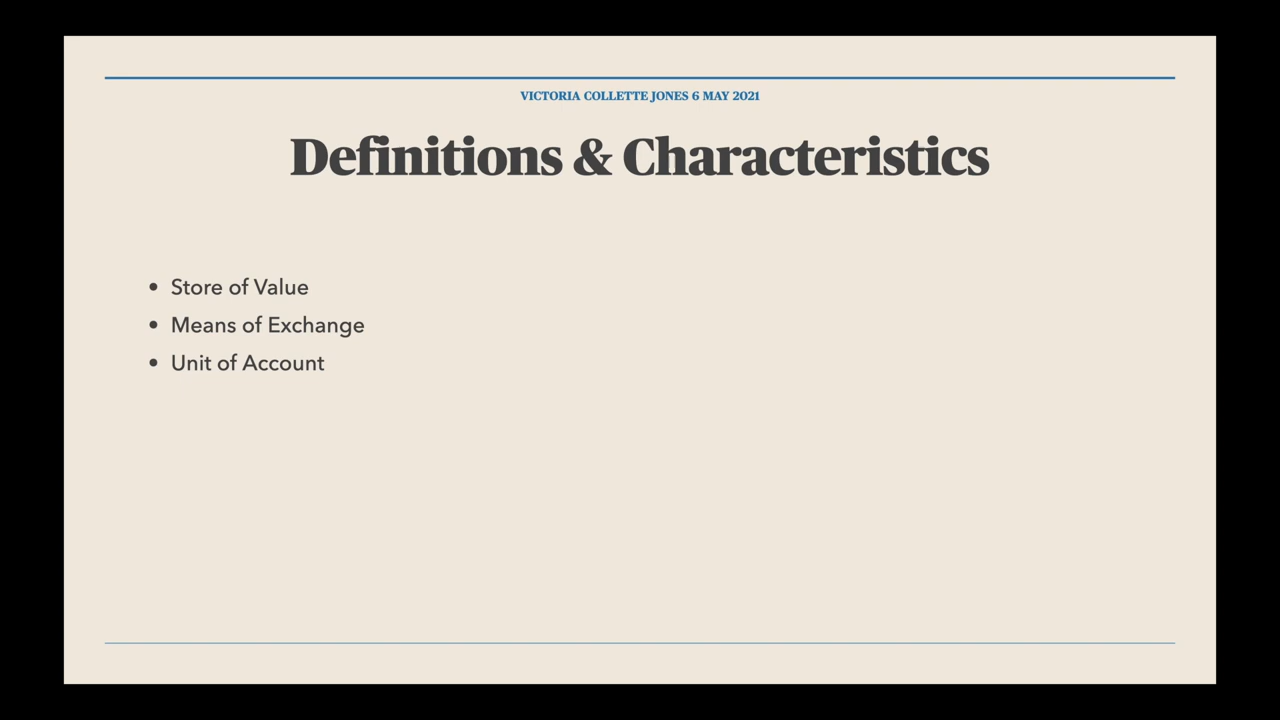 VICTORIA COLLETTE JONES 6 MAY 2021
Definitions & Characteristics
• Store of Value
• Means of Exchange
• Unit of Account